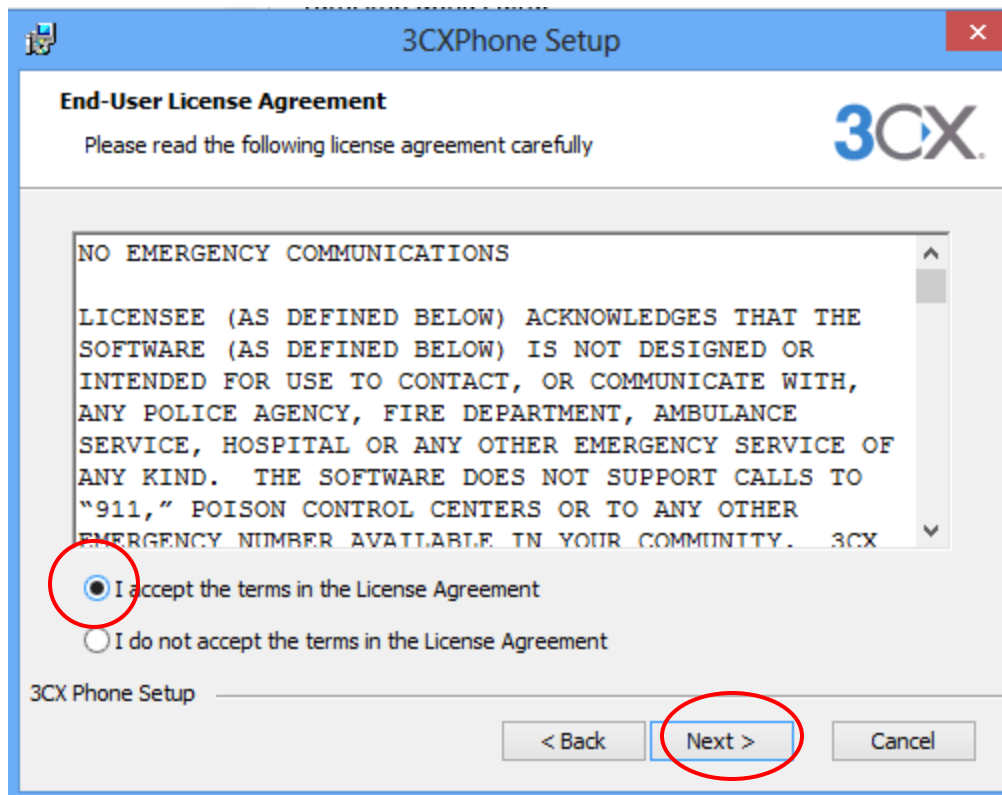 3CXPhone Setup
End-User License Agreement
Please read the following license agreement carefully
3CX.
NO EMERGENCY COMMUNICATIONS
LICENSEE (AS DEFINED BELOW) ACKNOWLEDGES THAT THE
SOFTWARE (AS DEFINED BELOW) IS NOT DESIGNED OR
INTENDED FOR USE TO CONTACT, OR COMMUNICATE WITH,
ANY POLICE AGENCY, FIRE DEPARTMENT, AMBULANCE
SERVICE, HOSPITAL OR ANY OTHER EMERGENCY SERVICE OF
ANY KIND.  THE SOFTWARE DOES NOT SUPPORT CALLS TO
“911,” POISON CONTROL CENTERS OR TO ANY OTHER
EMERGENCY NUMBER AVAILABLE IN YOUR COMMUNITY.  3CX
I accept the terms in the License Agreement
I do not accept the terms in the License Agreement
3CX Phone Setup
< Back Next > Cancel